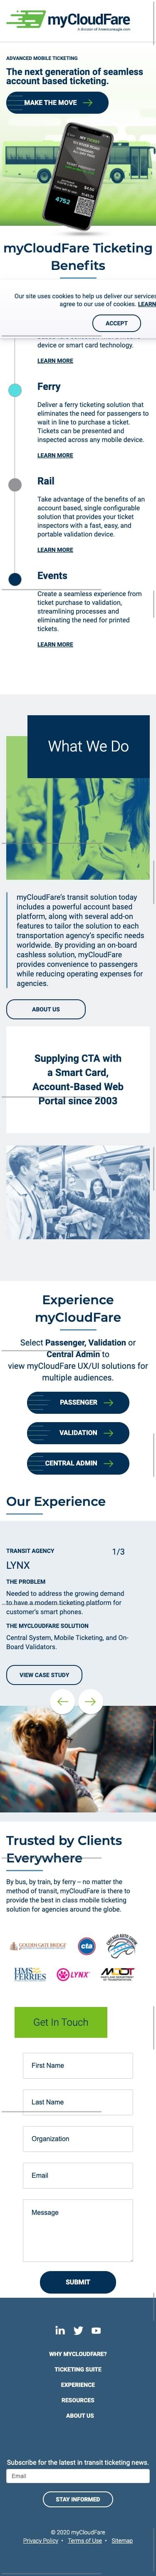 myCloudFare
A division of Americaneagle.com
ADVANCED MOBILE TICKETING
The next generation of seamless
account based ticketing.
MAKE THE MOVE
4752
myCloudFare Ticketing
Benefits
Our site uses cookies to help us deliver our services
agree to our use of cookies. LEARN
ACCEPT
device or smart card technology.
LEARN MORE
Ferry
Deliver a ferry ticketing solution that
eliminates the need for passengers to
wait in line to purchase a ticket.
Tickets can be presented and
inspected across any mobile device.
LEARN MORE
Rail
Take advantage of the benefits of an
account based, single configurable
solution that provides your ticket
inspectors with a fast, easy, and
portable validation device.
LEARN MORE
Events
Create a seamless experience from
ticket purchase to validation,
streamlining processes and
eliminating the need for printed
tickets.
LEARN MORE
What We Do
myCloudFare's transit solution today
includes a powerful account based
platform, along with several add-on
features to tailor the solution to each
transportation agency's specific needs
worldwide. By providing an on-board
cashless solution, myCloudFare
provides convenience to passengers
while reducing operating expenses for
agencies.
ABOUT US
Supplying CTA with
a Smart Card,
Account-Based Web
Portal since 2003
Experience
myCloudFare
Select Passenger, Validation or
Central Admin to
view myCloudFare UX/UI solutions for
multiple audiences.
PASSENGER
VALIDATION
CENTRAL ADMIN
Our Experience
TRANSIT AGENCY 1/3
LYNX
THE PROBLEM
Needed to address the growing demand
to have a modern ticketing platform for
customer's smart phones.
THE MYCLOUDFARE SOLUTION
Central System, Mobile Ticketing, and On-
Board Validators.
VIEW CASE STUDY
Trusted by Clients
Everywhere
By bus, by train, by ferry – no matter the
method of transit, myCloudFare is there to
provide the best in class mobile ticketing
solution for agencies around the globe.
GOLDEN GATE BRIDGE
cta
HMS
FERRIES
LYNX
Get In Touch
First Name
Last Name
Organization
Email
Message
SUBMIT
in
WHY MYCLOUDFARE?
TICKETING SUITE
EXPERIENCE
RESOURCES
ABOUT US
Subscribe for the latest in transit ticketing news.
Email
STAY INFORMED
© 2020 myCloudFare
Privacy Policy • Terms of Use • Sitemap